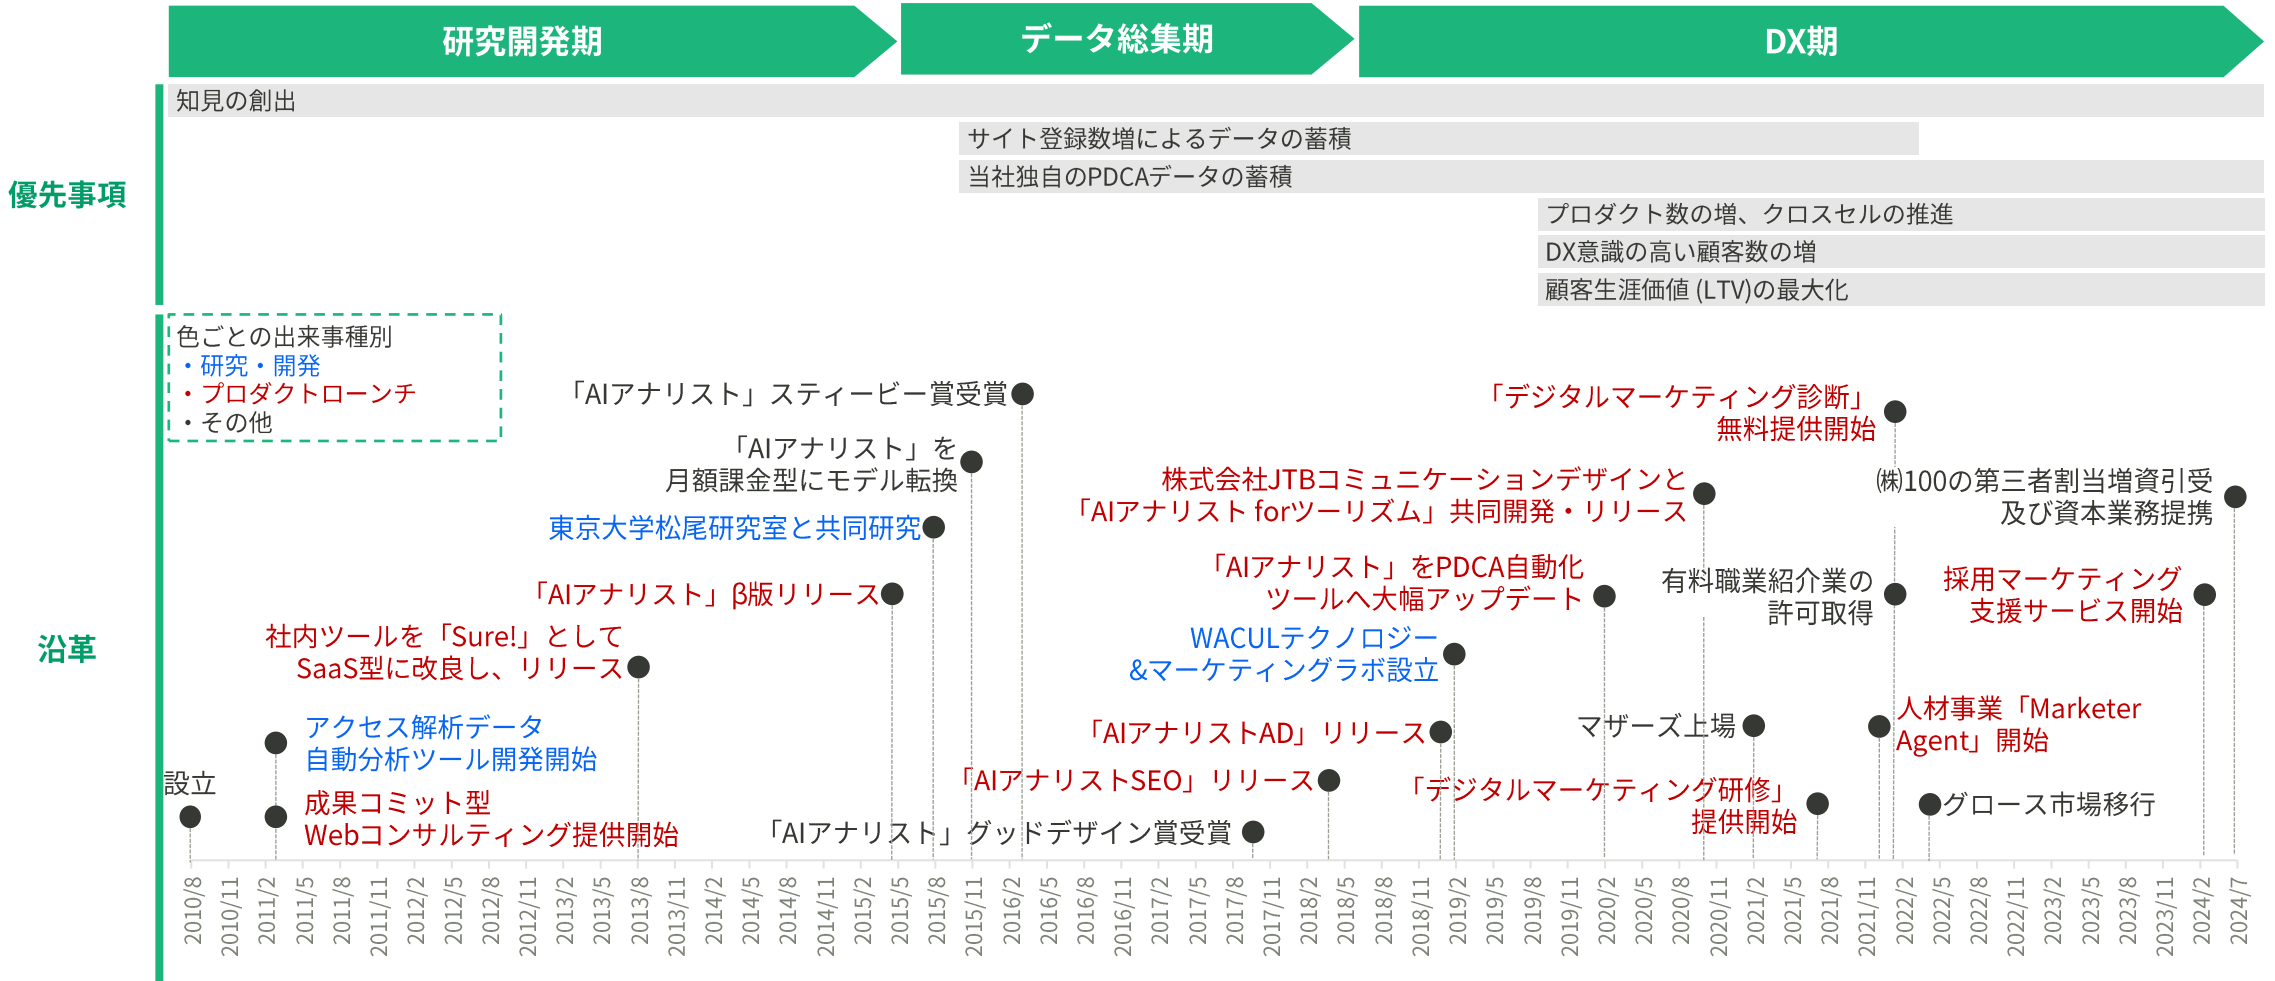 研究開発期
データ総集期
DX期
優先事項
知見の創出
サイト登録数増によるデータの蓄積
当社独自のPDCAデータの蓄積
プロダクト数の増、クロスセルの推進
DX意識の高い顧客数の増
顧客生涯価値 (LTV)の最大化
沿革
色ごとの出来事種別
・研究・開発
・プロダクトローンチ
・その他
設立
アクセス解析データ
自動分析ツール開発開始
成果コミット型
Webコンサルティング提供開始
社内ツールを「Sure!」として
SaaS型に改良し、リリース
「AIアナリスト」β版リリース
東京大学松尾研究室と共同研究
「AIアナリスト」を
月額課金型にモデル転換
「AIアナリスト」スティービー賞受賞
「AIアナリスト」グッドデザイン賞受賞
「AIアナリストSEO」リリース
「AIアナリストAD」リリース
WACULテクノロジー
&マーケティングラボ設立
「AIアナリスト」をPDCA自動化
ツールへ大幅アップデート
株式会社JTBコミュニケーションデザインと
「AIアナリスト forツーリズム」共同開発・リリース
マザーズ上場
「デジタルマーケティング研修」
提供開始
人材事業「Marketer
Agent」開始
「デジタルマーケティング診断」
無料提供開始
有料職業紹介業の
許可取得
グロース市場移行
採用マーケティング
支援サービス開始
㈱100の第三者割当増資引受
及び資本業務提携
2010/8
2010/11
2011/2
2011/5
2011/8
2011/11
2012/2
2012/5
2012/8
2012/11
2013/2
2013/5
2013/8
2013/11
2014/2
2014/5
2014/8
2014/11
2015/2
2015/5
2015/8
2015/11
2016/2
2016/5
2016/8
2016/11
2017/2
2017/5
2017/8
2017/11
2018/2
2018/5
2018/8
2018/11
2019/2
2019/5
2019/8
2019/11
2020/2
2020/5
2020/8
2020/11
2021/2
2021/5
2021/8
2021/11
2022/2
2022/5
2022/8
2022/11
2023/2
2023/5
2023/8
2023/11
2024/2
2024/7